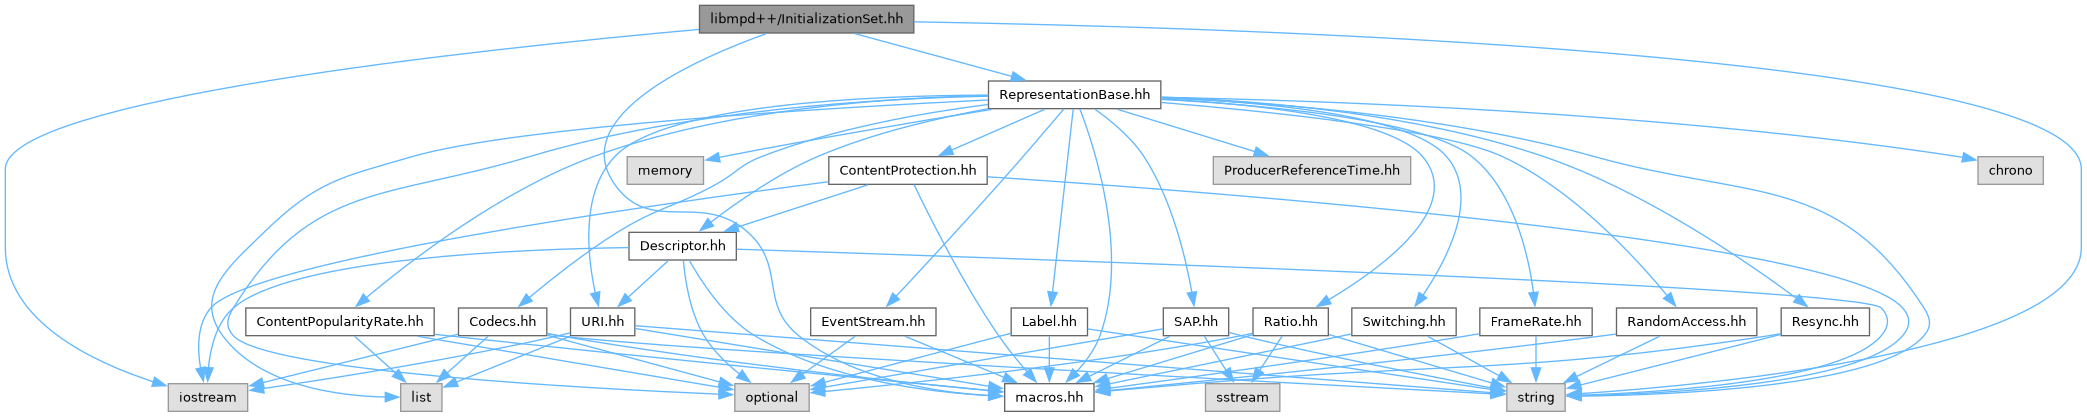 libmpd++/InitializationSet.hh
RepresentationBase.hh
memory
ContentProtection.hh
ProducerReferenceTime.hh
chrono
Descriptor.hh
ContentPopularityRate.hh
Codecs.hh
URI.hh
EventStream.hh
Label.hh
SAP.hh
Ratio.hh
Switching.hh
FrameRate.hh
RandomAccess.hh
Resync.hh
iostream
list
optional
macros.hh
sstream
string